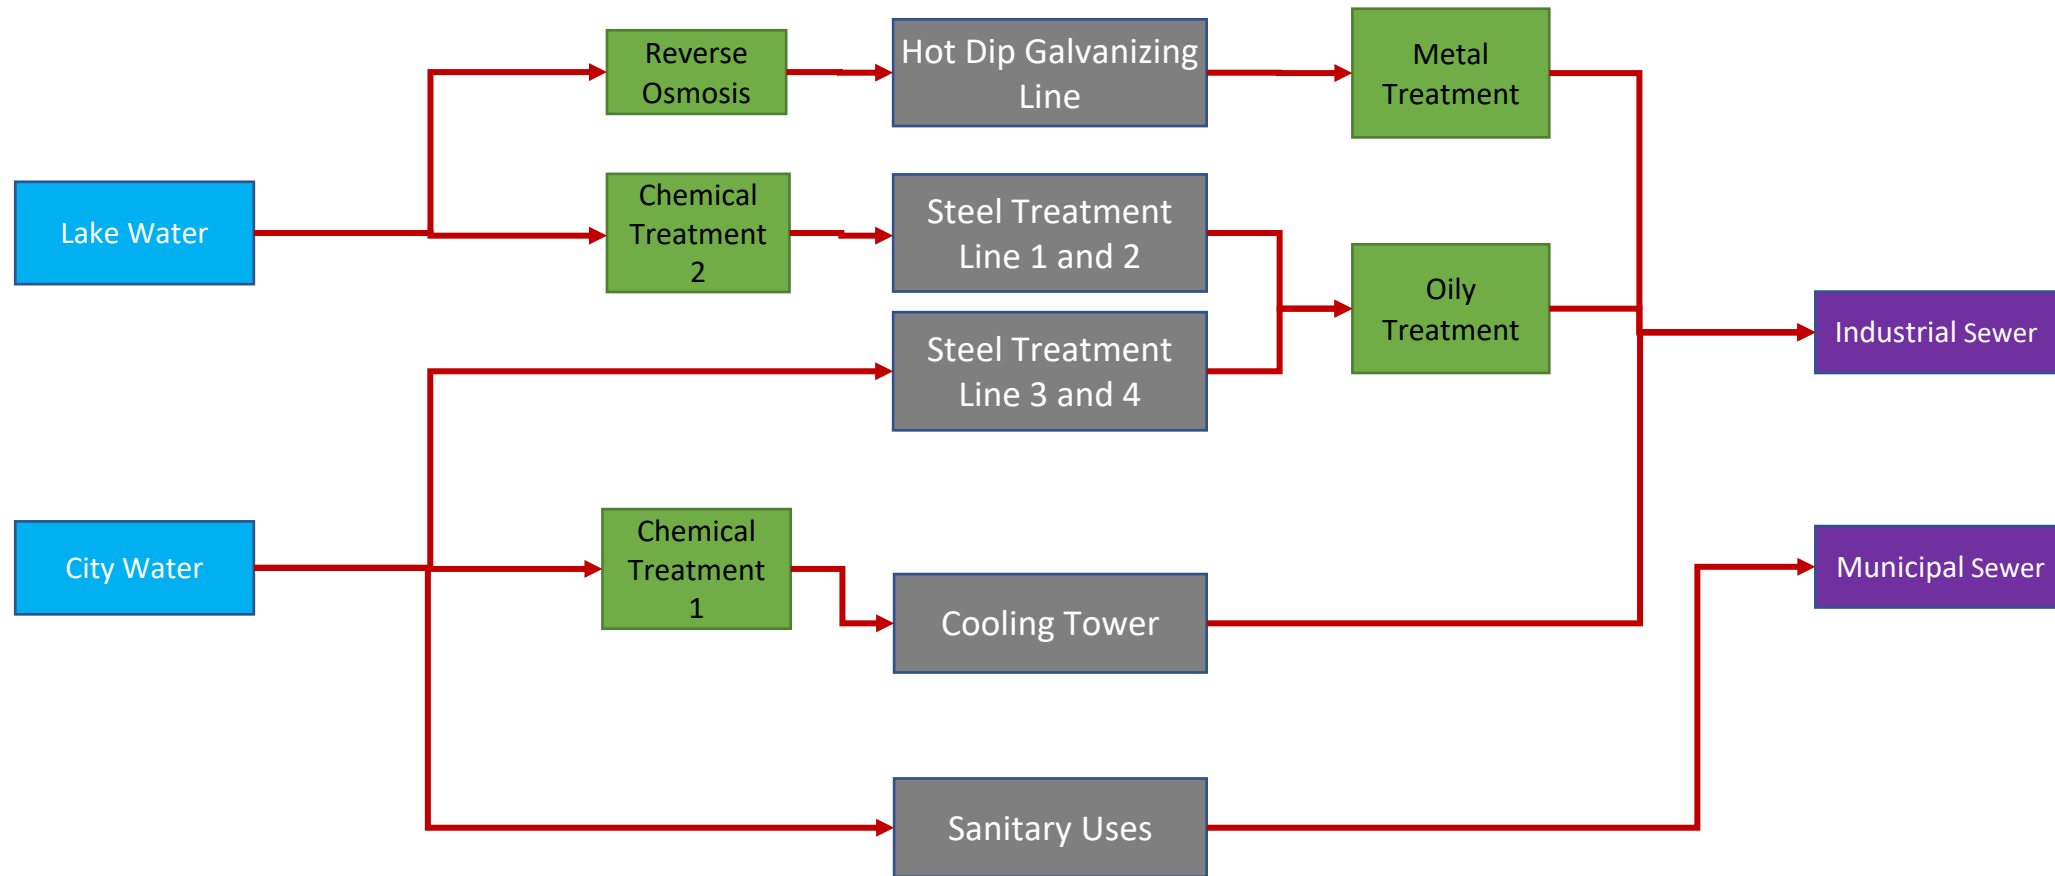 Reverse
Osmosis
Hot Dip Galvanizing
Line
Metal
Treatment
Lake Water
Chemical
Treatment
2
Steel Treatment
Line 1 and 2
Oily
Treatment
Steel Treatment
Line 3 and 4
Industrial Sewer
City Water
Chemical
Treatment
1
Cooling Tower
Municipal Sewer
Sanitary Uses